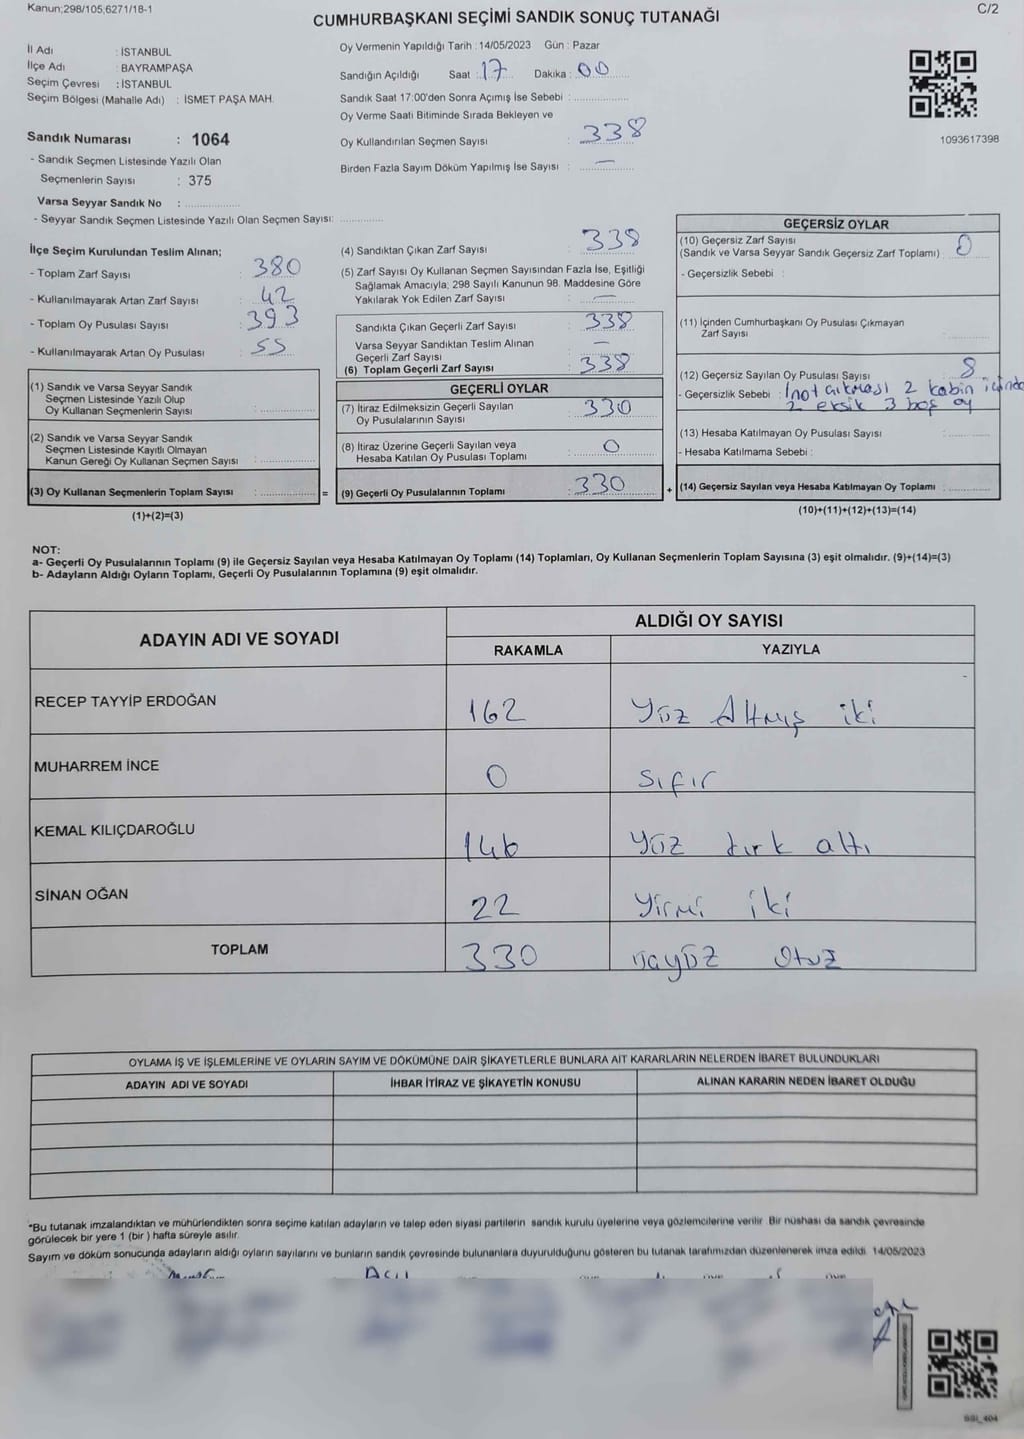 Kanun;298/105,6271/18-1
C/2
CUMHURBAŞKANI SEÇİMİ SANDIK SONUÇ TUTANAĞI
İl Adı : İSTANBUL
İlçe Adı : BAYRAMPAŞA
Seçim Çevresi : İSTANBUL
Seçim Bölgesi (Mahalle Adı) : İSMET PAŞA MAH.
Sandık Numarası : 1064
- Sandık Seçmen Listesinde Yazılı Olan
Seçmenlerin Sayısı : 375
Varsa Seyyar Sandık No :
- Seyyar Sandık Seçmen Listesinde Yazılı Olan Seçmen Sayısı:
Oy Vermenin Yapıldığı Tarih : 14/05/2023 Gün : Pazar
Sandığın Açıldığı Saat : 17 Dakika : 00
Sandık Saat 17:00'den Sonra Açımış İse Sebebi :
Oy Verme Saati Bitiminde Sırada Bekleyen ve
Oy Kullandırılan Seçmen Sayısı : 338
Birden Fazla Sayım Döküm Yapılmış İse Sayısı : —
1093617398
İlçe Seçim Kurulundan Teslim Alınan;
- Toplam Zarf Sayısı : 380
- Kullanılmayarak Artan Zarf Sayısı : 42
- Toplam Oy Pusulası Sayısı : 393
- Kullanılmayarak Artan Oy Pusulası : 55
(1) Sandık ve Varsa Seyyar Sandık
Seçmen Listesinde Yazılı Olup
Oy Kullanan Seçmenlerin Sayısı :
(2) Sandık ve Varsa Seyyar Sandık
Seçmen Listesinde Kayıtlı Olmayan
Kanun Gereği Oy Kullanan Seçmen Sayısı :
(3) Oy Kullanan Seçmenlerin Toplam Sayısı : =
(1)+(2)=(3)
(4) Sandıktan Çıkan Zarf Sayısı : 338
(5) Zarf Sayısı Oy Kullanan Seçmen Sayısından Fazla İse, Eşitliği
Sağlamak Amacıyla; 298 Sayılı Kanunun 98. Maddesine Göre
Yakılarak Yok Edilen Zarf Sayısı : —
Sandıkta Çıkan Geçerli Zarf Sayısı : 338
Varsa Seyyar Sandıktan Teslim Alınan
Geçerli Zarf Sayısı : —
(6) Toplam Geçerli Zarf Sayısı : 338
GEÇERLİ OYLAR
(7) İtiraz Edilmeksizin Geçerli Sayılan
Oy Pusulalarının Sayısı : 330
(8) İtiraz Üzerine Geçerli Sayılan veya
Hesaba Katılan Oy Pusulası Toplamı : 0
(9) Geçerli Oy Pusulalarının Toplamı : 330 +
GEÇERSİZ OYLAR
(10) Geçersiz Zarf Sayısı
(Sandık ve Varsa Seyyar Sandık Geçersiz Zarf Toplamı) : 0
- Geçersizlik Sebebi :
(11) İçinden Cumhurbaşkanı Oy Pusulası Çıkmayan
Zarf Sayısı
(12) Geçersiz Sayılan Oy Pusulası Sayısı : 8
- Geçersizlik Sebebi : 1 not çıkması 2 kabin içinde
2 eksik 3 boş oy
(13) Hesaba Katılmayan Oy Pusulası Sayısı :
- Hesaba Katılmama Sebebi :
(14) Geçersiz Sayılan veya Hesaba Katılmayan Oy Toplamı :
(10)+(11)+(12)+(13)=(14)
NOT:
a- Geçerli Oy Pusulalarının Toplamı (9) ile Geçersiz Sayılan veya Hesaba Katılmayan Oy Toplamı (14) Toplamları, Oy Kullanan Seçmenlerin Toplam Sayısına (3) eşit olmalıdır. (9)+(14)=(3)
b- Adayların Aldığı Oyların Toplamı, Geçerli Oy Pusulalarının Toplamına (9) eşit olmalıdır.
ADAYIN ADI VE SOYADI ALDIĞI OY SAYISI
RAKAMLA YAZIYLA
RECEP TAYYİP ERDOĞAN 162 Yüz Altmış iki
MUHARREM İNCE 0 Sıfır
KEMAL KILIÇDAROĞLU 146 Yüz kırk altı
SİNAN OĞAN 22 Yirmi iki
TOPLAM 330 üçyüz Otuz
OYLAMA İŞ VE İŞLEMLERİNE VE OYLARIN SAYIM VE DÖKÜMÜNE DAİR ŞİKAYETLERLE BUNLARA AİT KARARLARIN NELERDEN İBARET BULUNDUKLARI
ADAYIN ADI VE SOYADI İHBAR İTİRAZ VE ŞİKAYETİN KONUSU ALINAN KARARIN NEDEN İBARET OLDUĞU
*Bu tutanak imzalandıktan ve mühürlendikten sonra seçime katılan adayların ve talep eden siyasi partilerin sandık kurulu üyelerine veya gözlemcilerine verilir. Bir nüshası da sandık çevresinde
görülecek bir yere 1 (bir ) hafta süreyle asılır.
Sayım ve döküm sonucunda adayların aldığı oyların sayılarını ve bunların sandık çevresinde bulunanlara duyurulduğunu gösteren bu tutanak tarafımızdan düzenlenerek imza edildi. 14/05/2023